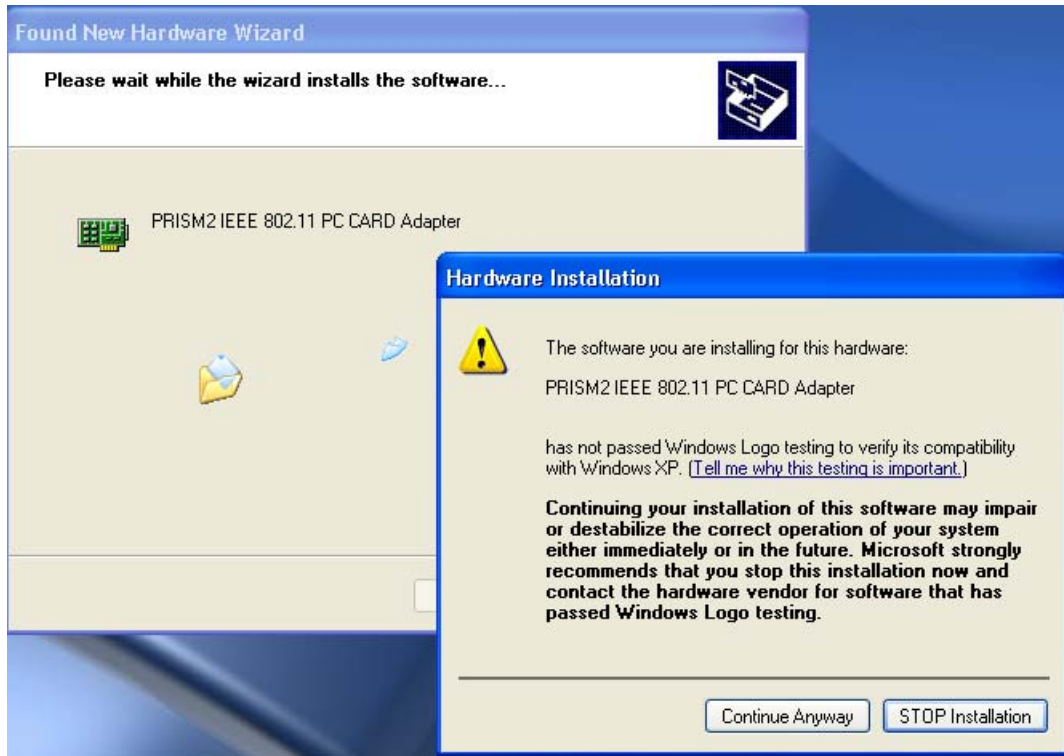 Found New Hardware Wizard
Please wait while the wizard installs the software...
PRISM2 IEEE 802.11 PC CARD Adapter
Hardware Installation
The software you are installing for this hardware:
PRISM2 IEEE 802.11 PC CARD Adapter
has not passed Windows Logo testing to verify its compatibility
with Windows XP. (Tell me why this testing is important.)
Continuing your installation of this software may impair
or destabilize the correct operation of your system
either immediately or in the future. Microsoft strongly
recommends that you stop this installation now and
contact the hardware vendor for software that has
passed Windows Logo testing.
Continue Anyway
STOP Installation